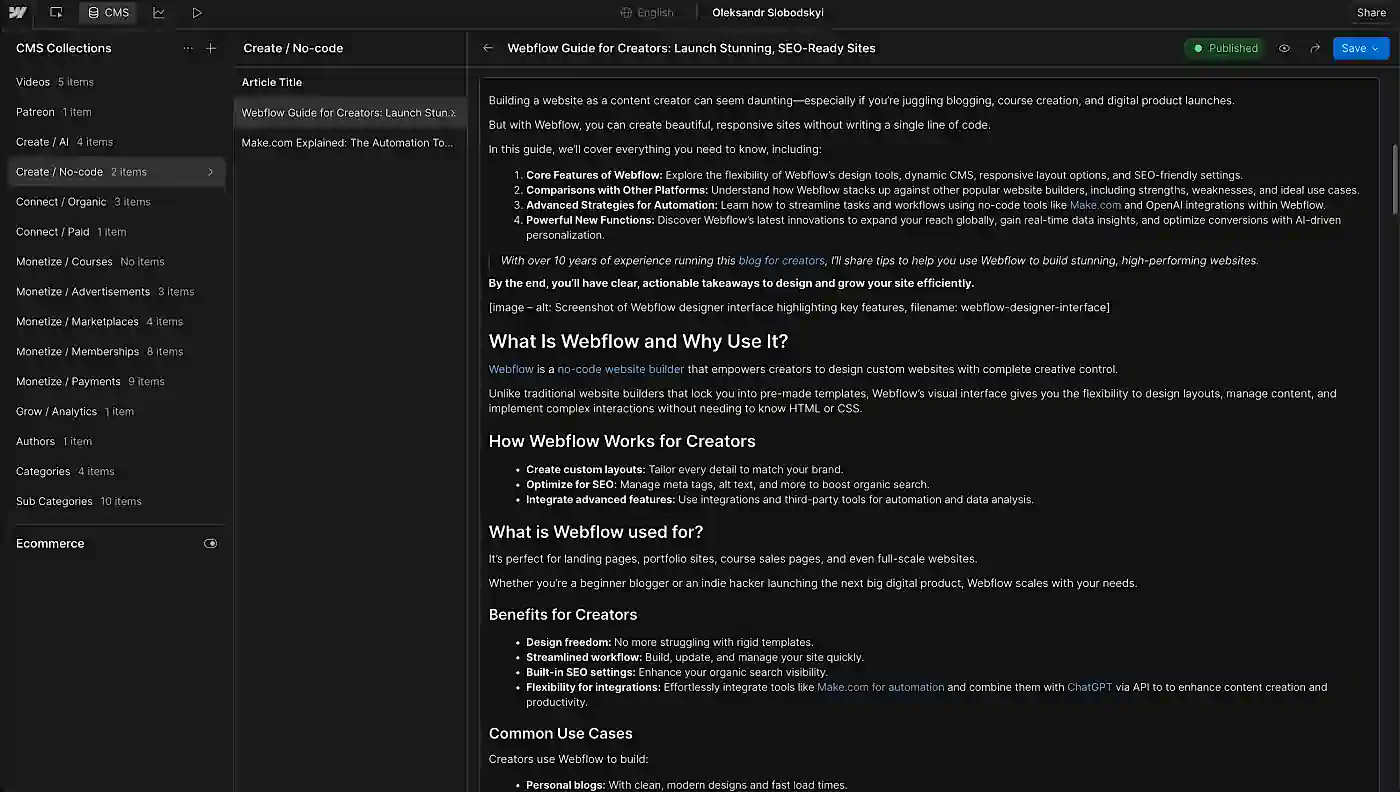 CMS
English
Oleksandr Slobodskyi
Share
CMS Collections
Videos 5 items
Patreon 1 item
Create / AI 4 items
Create / No-code 2 items
Connect / Organic 3 items
Connect / Paid 1 item
Monetize / Courses No items
Monetize / Advertisements 3 items
Monetize / Marketplaces 4 items
Monetize / Memberships 8 items
Monetize / Payments 9 items
Grow / Analytics 1 item
Authors 1 item
Categories 4 items
Sub Categories 10 items
Ecommerce
Create / No-code
Article Title
Webflow Guide for Creators: Launch Stun...
Make.com Explained: The Automation To...
Webflow Guide for Creators: Launch Stunning, SEO-Ready Sites
Published
Save
Building a website as a content creator can seem daunting—especially if you're juggling blogging, course creation, and digital product launches.
But with Webflow, you can create beautiful, responsive sites without writing a single line of code.
In this guide, we'll cover everything you need to know, including:
1. Core Features of Webflow: Explore the flexibility of Webflow's design tools, dynamic CMS, responsive layout options, and SEO-friendly settings.
2. Comparisons with Other Platforms: Understand how Webflow stacks up against other popular website builders, including strengths, weaknesses, and ideal use cases.
3. Advanced Strategies for Automation: Learn how to streamline tasks and workflows using no-code tools like Make.com and OpenAI integrations within Webflow.
4. Powerful New Functions: Discover Webflow's latest innovations to expand your reach globally, gain real-time data insights, and optimize conversions with AI-driven
personalization.
With over 10 years of experience running this blog for creators, I'll share tips to help you use Webflow to build stunning, high-performing websites.
By the end, you'll have clear, actionable takeaways to design and grow your site efficiently.
[image – alt: Screenshot of Webflow designer interface highlighting key features, filename: webflow-designer-interface]
What Is Webflow and Why Use It?
Webflow is a no-code website builder that empowers creators to design custom websites with complete creative control.
Unlike traditional website builders that lock you into pre-made templates, Webflow's visual interface gives you the flexibility to design layouts, manage content, and
implement complex interactions without needing to know HTML or CSS.
How Webflow Works for Creators
• Create custom layouts: Tailor every detail to match your brand.
• Optimize for SEO: Manage meta tags, alt text, and more to boost organic search.
• Integrate advanced features: Use integrations and third-party tools for automation and data analysis.
What is Webflow used for?
It's perfect for landing pages, portfolio sites, course sales pages, and even full-scale websites.
Whether you're a beginner blogger or an indie hacker launching the next big digital product, Webflow scales with your needs.
Benefits for Creators
• Design freedom: No more struggling with rigid templates.
• Streamlined workflow: Build, update, and manage your site quickly.
• Built-in SEO settings: Enhance your organic search visibility.
• Flexibility for integrations: Effortlessly integrate tools like Make.com for automation and combine them with ChatGPT via API to to enhance content creation and
productivity.
Common Use Cases
Creators use Webflow to build:
• Personal blogs: With clean, modern designs and fast load times.